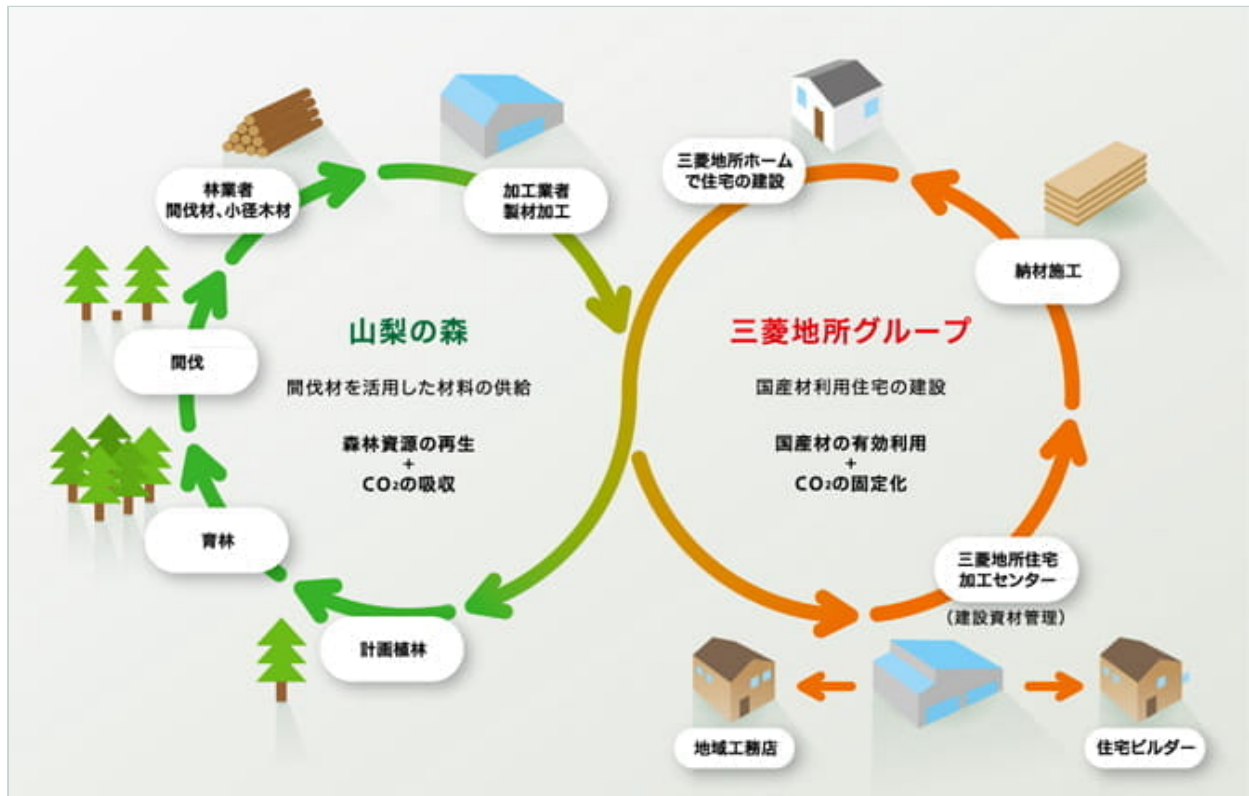 林業者
間伐材、小径木材
加工業者
製材加工
間伐
育林
計画植林
山梨の森
間伐材を活用した材料の供給
森林資源の再生
+
CO₂の吸収
三菱地所ホーム
で住宅の建設
納材施工
三菱地所グループ
国産材利用住宅の建設
国産材の有効利用
+
CO₂の固定化
三菱地所住宅
加工センター
(建設資材管理)
地域工務店
住宅ビルダー